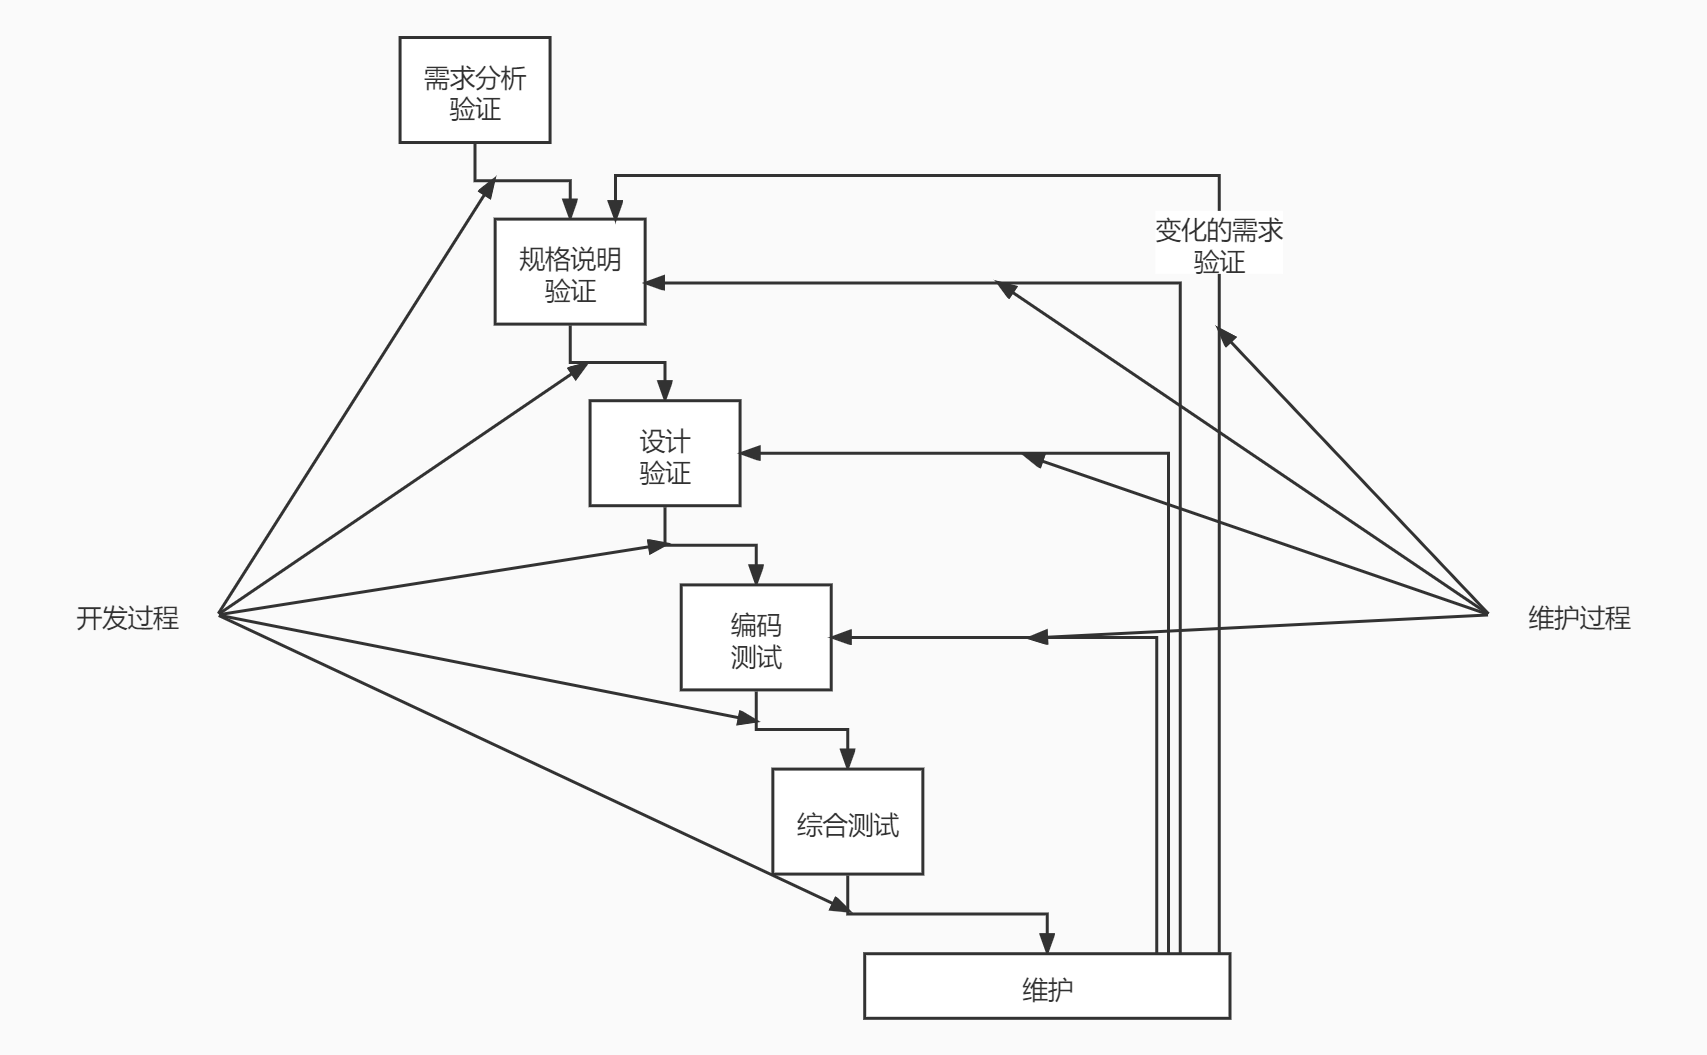 需求分析
验证
变化的需求
验证
规格说明
验证
设计
验证
开发过程
编码
测试
维护过程
综合测试
维护